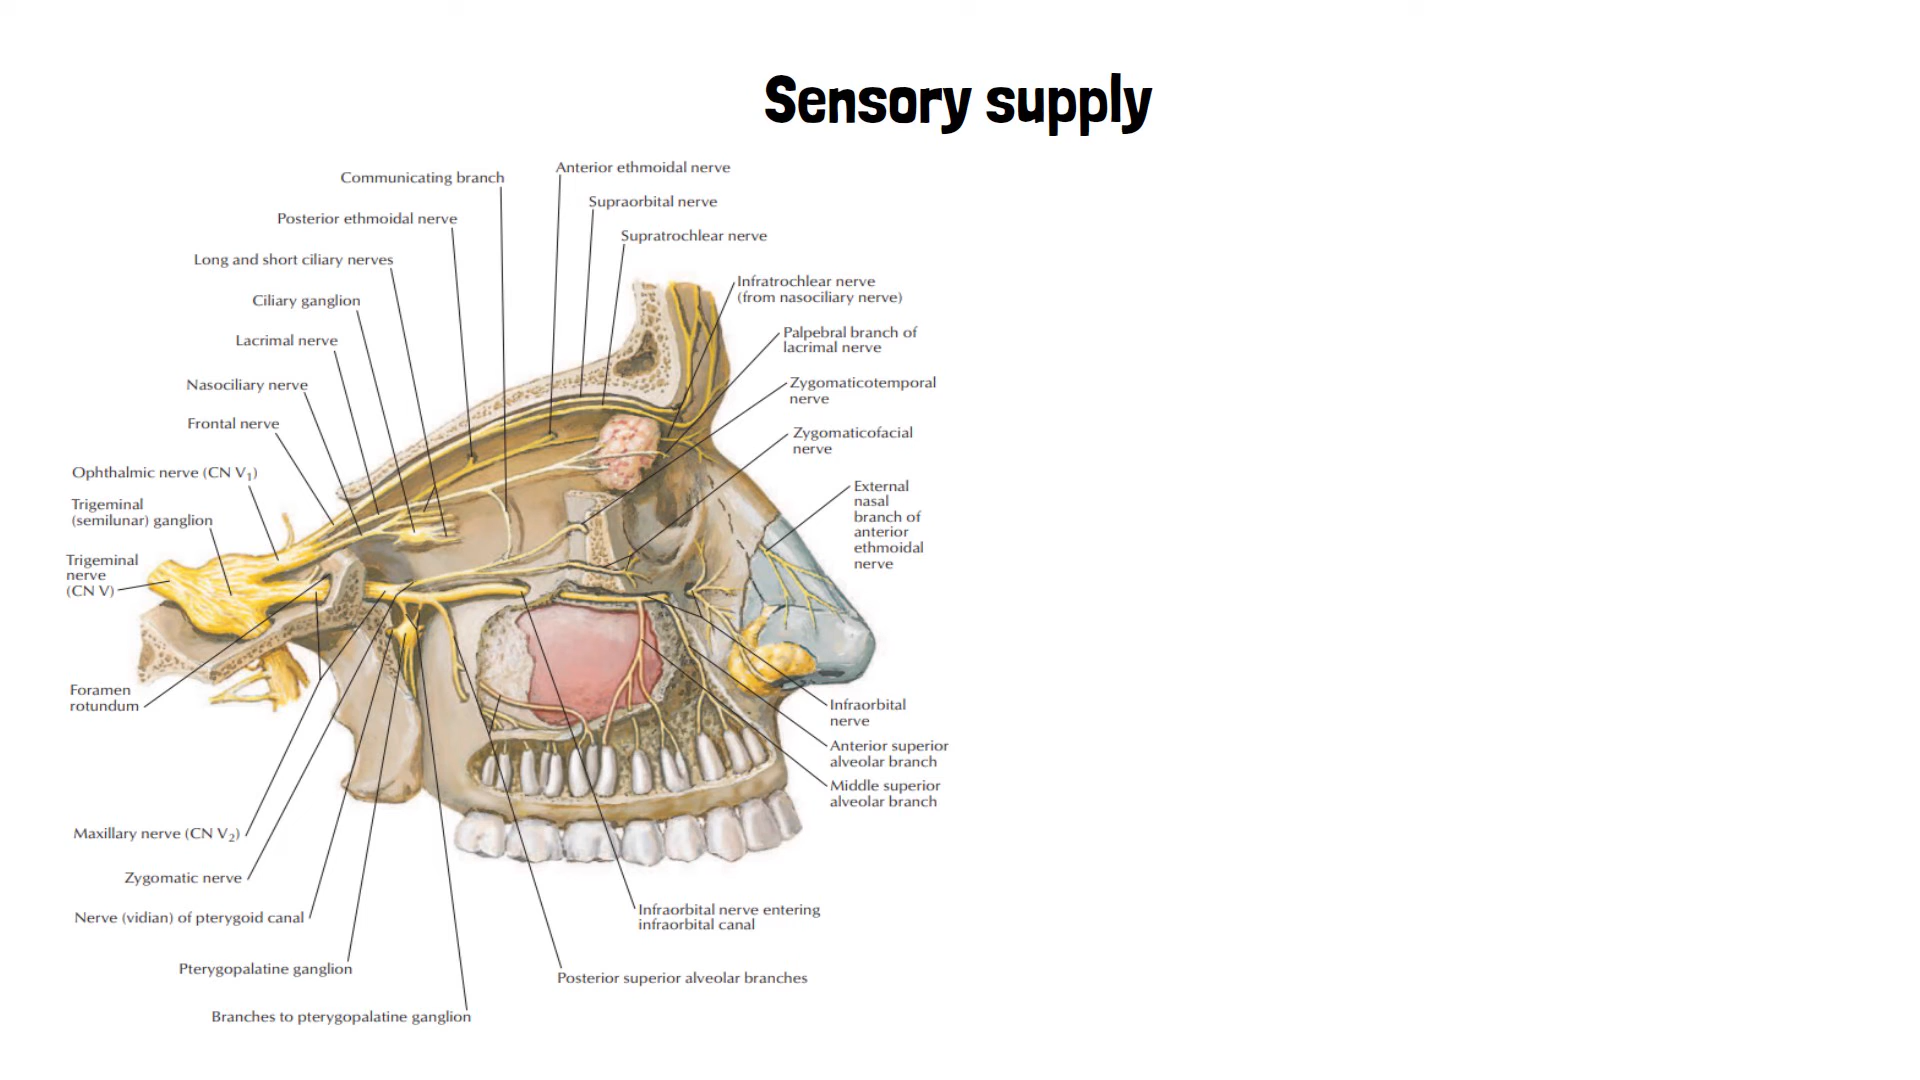 Sensory supply
Anterior ethmoidal nerve
Communicating branch
Supraorbital nerve
Posterior ethmoidal nerve
Supratrochlear nerve
Long and short ciliary nerves
Infratrochlear nerve
(from nasociliary nerve)
Ciliary ganglion
Palpebral branch of
lacrimal nerve
Lacrimal nerve
Zygomaticotemporal
nerve
Nasociliary nerve
Frontal nerve
Zygomaticofacial
nerve
Ophthalmic nerve (CN V1)
External
nasal
branch of
anterior
ethmoidal
nerve
Trigeminal
(semilunar) ganglion
Trigeminal
nerve
(CN V)
Foramen
rotundum
Infraorbital
nerve
Anterior superior
alveolar branch
Middle superior
alveolar branch
Maxillary nerve (CN V2)
Zygomatic nerve
Nerve (vidian) of pterygoid canal
Infraorbital nerve entering
infraorbital canal
Pterygopalatine ganglion
Posterior superior alveolar branches
Branches to pterygopalatine ganglion